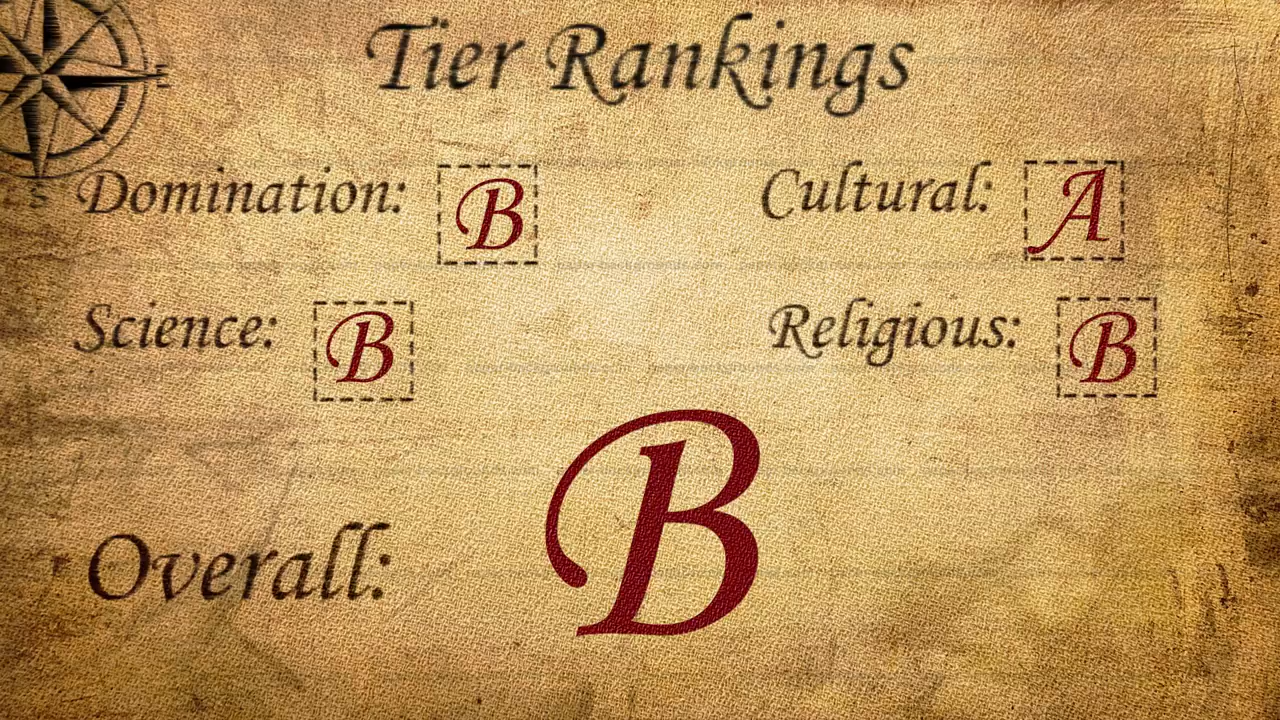 Tier Rankings
Domination: B
Cultural: A
Science: B
Religious: B
Overall: B